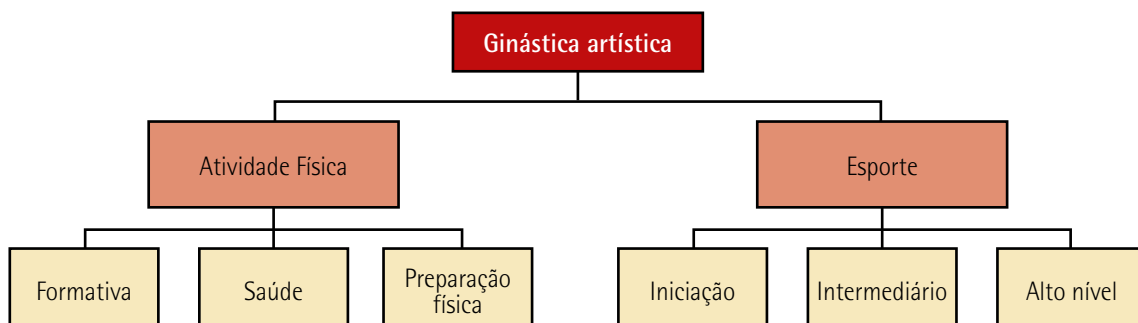 Ginástica artística
Atividade Física
Esporte
Formativa
Saúde
Preparação
física
Iniciação
Intermediário
Alto nível